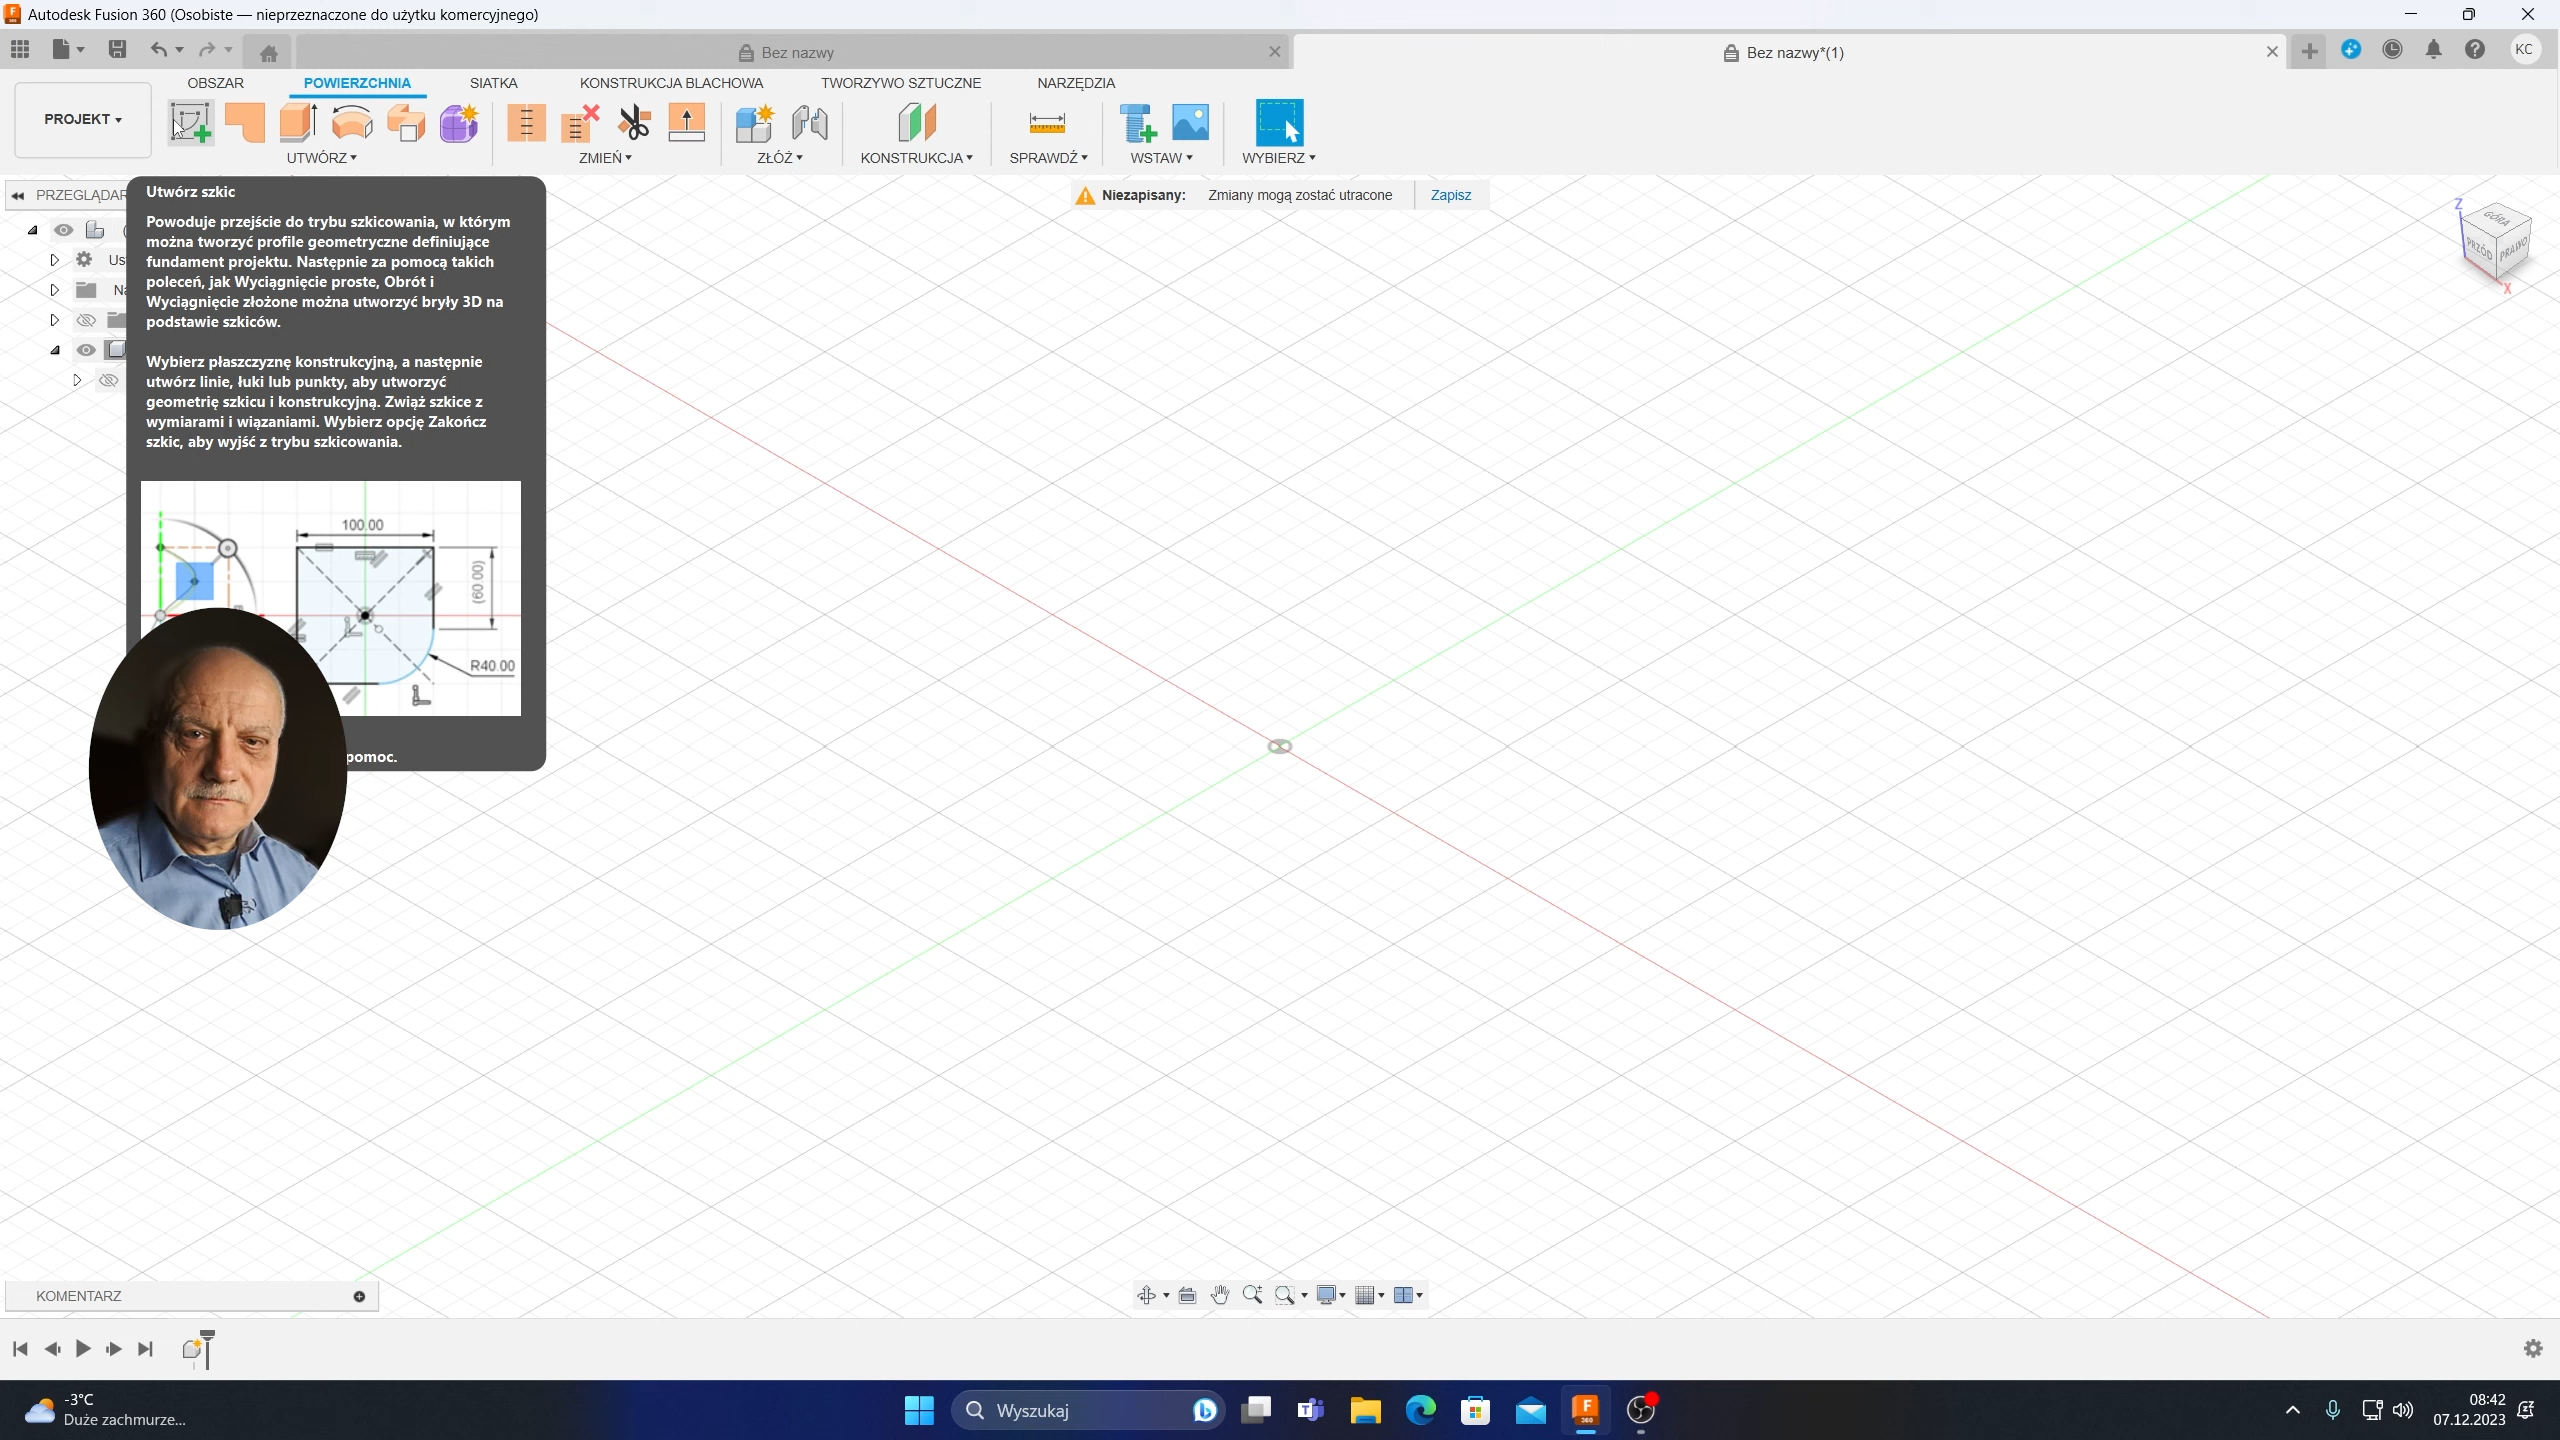 Autodesk Fusion 360 (Osobiste — nieprzeznaczone do użytku komercyjnego)
Bez nazwy
Bez nazwy*(1)
KC
OBSZAR
POWIERZCHNIA
SIATKA
KONSTRUKCJA BLACHOWA
TWORZYWO SZTUCZNE
NARZĘDZIA
PROJEKT
UTWÓRZ
ZMIEŃ
ZŁÓŻ
KONSTRUKCJA
SPRAWDŹ
WSTAW
WYBIERZ
PRZEGLĄDAR
Niezapisany: Zmiany mogą zostać utracone
Zapisz
Z
GÓRA
PRZÓD
PRAWO
X
Us
Na
Utwórz szkic
Powoduje przejście do trybu szkicowania, w którym
można tworzyć profile geometryczne definiujące
fundament projektu. Następnie za pomocą takich
poleceń, jak Wyciągnięcie proste, Obrót i
Wyciągnięcie złożone można utworzyć bryły 3D na
podstawie szkiców.
Wybierz płaszczyznę konstrukcyjną, a następnie
utwórz linie, łuki lub punkty, aby utworzyć
geometrię szkicu i konstrukcyjną. Zwiąż szkice z
wymiarami i wiązaniami. Wybierz opcję Zakończ
szkic, aby wyjść z trybu szkicowania.
100.00
(60.00)
R40.00
pomoc.
KOMENTARZ
-3°C
Duże zachmurze...
Wyszukaj
08:42
07.12.2023